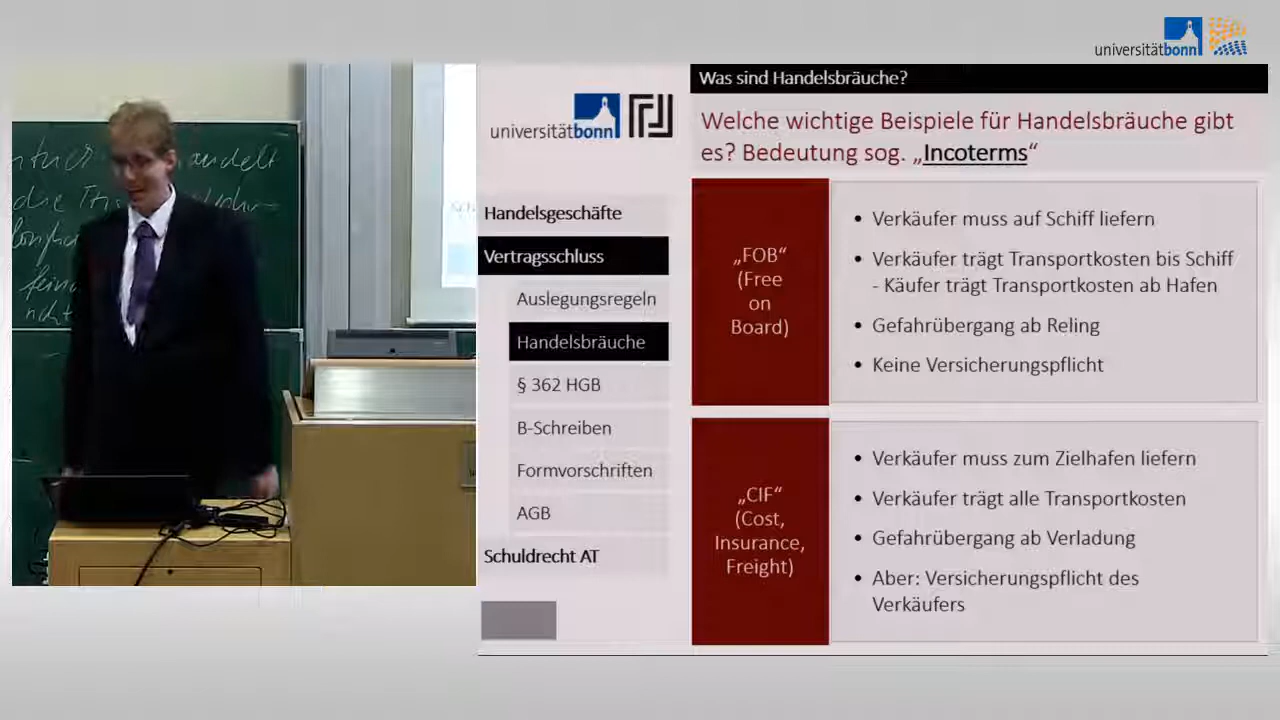 universitätbonn
Was sind Handelsbräuche?
universitätbonn
Welche wichtige Beispiele für Handelsbräuche gibt
es? Bedeutung sog. „Incoterms“
Handelsgeschäfte
Vertragsschluss
Auslegungsregeln
Handelsbräuche
§ 362 HGB
B-Schreiben
Formvorschriften
AGB
Schuldrecht AT
„FOB“
(Free
on
Board)
• Verkäufer muss auf Schiff liefern
• Verkäufer trägt Transportkosten bis Schiff
- Käufer trägt Transportkosten ab Hafen
• Gefahrübergang ab Reling
• Keine Versicherungspflicht
„CIF“
(Cost,
Insurance,
Freight)
• Verkäufer muss zum Zielhafen liefern
• Verkäufer trägt alle Transportkosten
• Gefahrübergang ab Verladung
• Aber: Versicherungspflicht des
Verkäufers